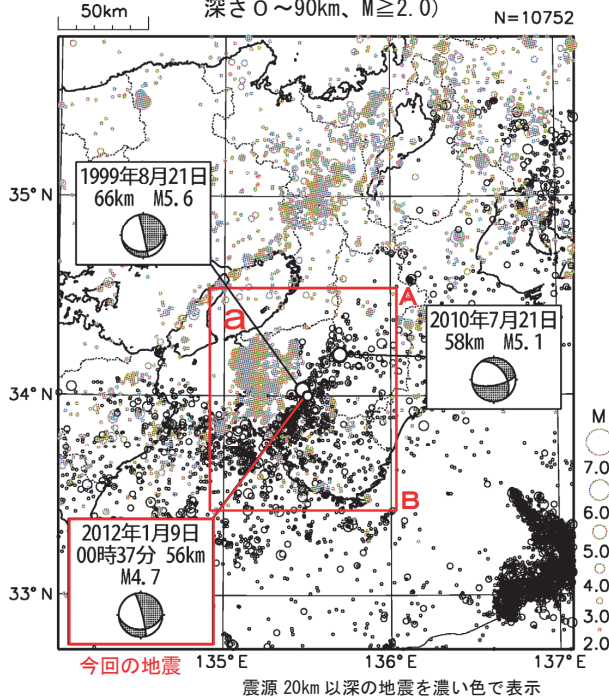 50km
深さ０～90km、M≧2.0)
N=10752
35°N
34°N
33°N
135°E
136°E
137°E
1999年8月21日
66km M5.6
a
A
B
2010年7月21日
58km M5.1
2012年1月9日
00時37分 56km
M4.7
今回の地震
M
7.0
6.0
5.0
4.0
3.0
2.0
震源 20km 以深の地震を濃い色で表示